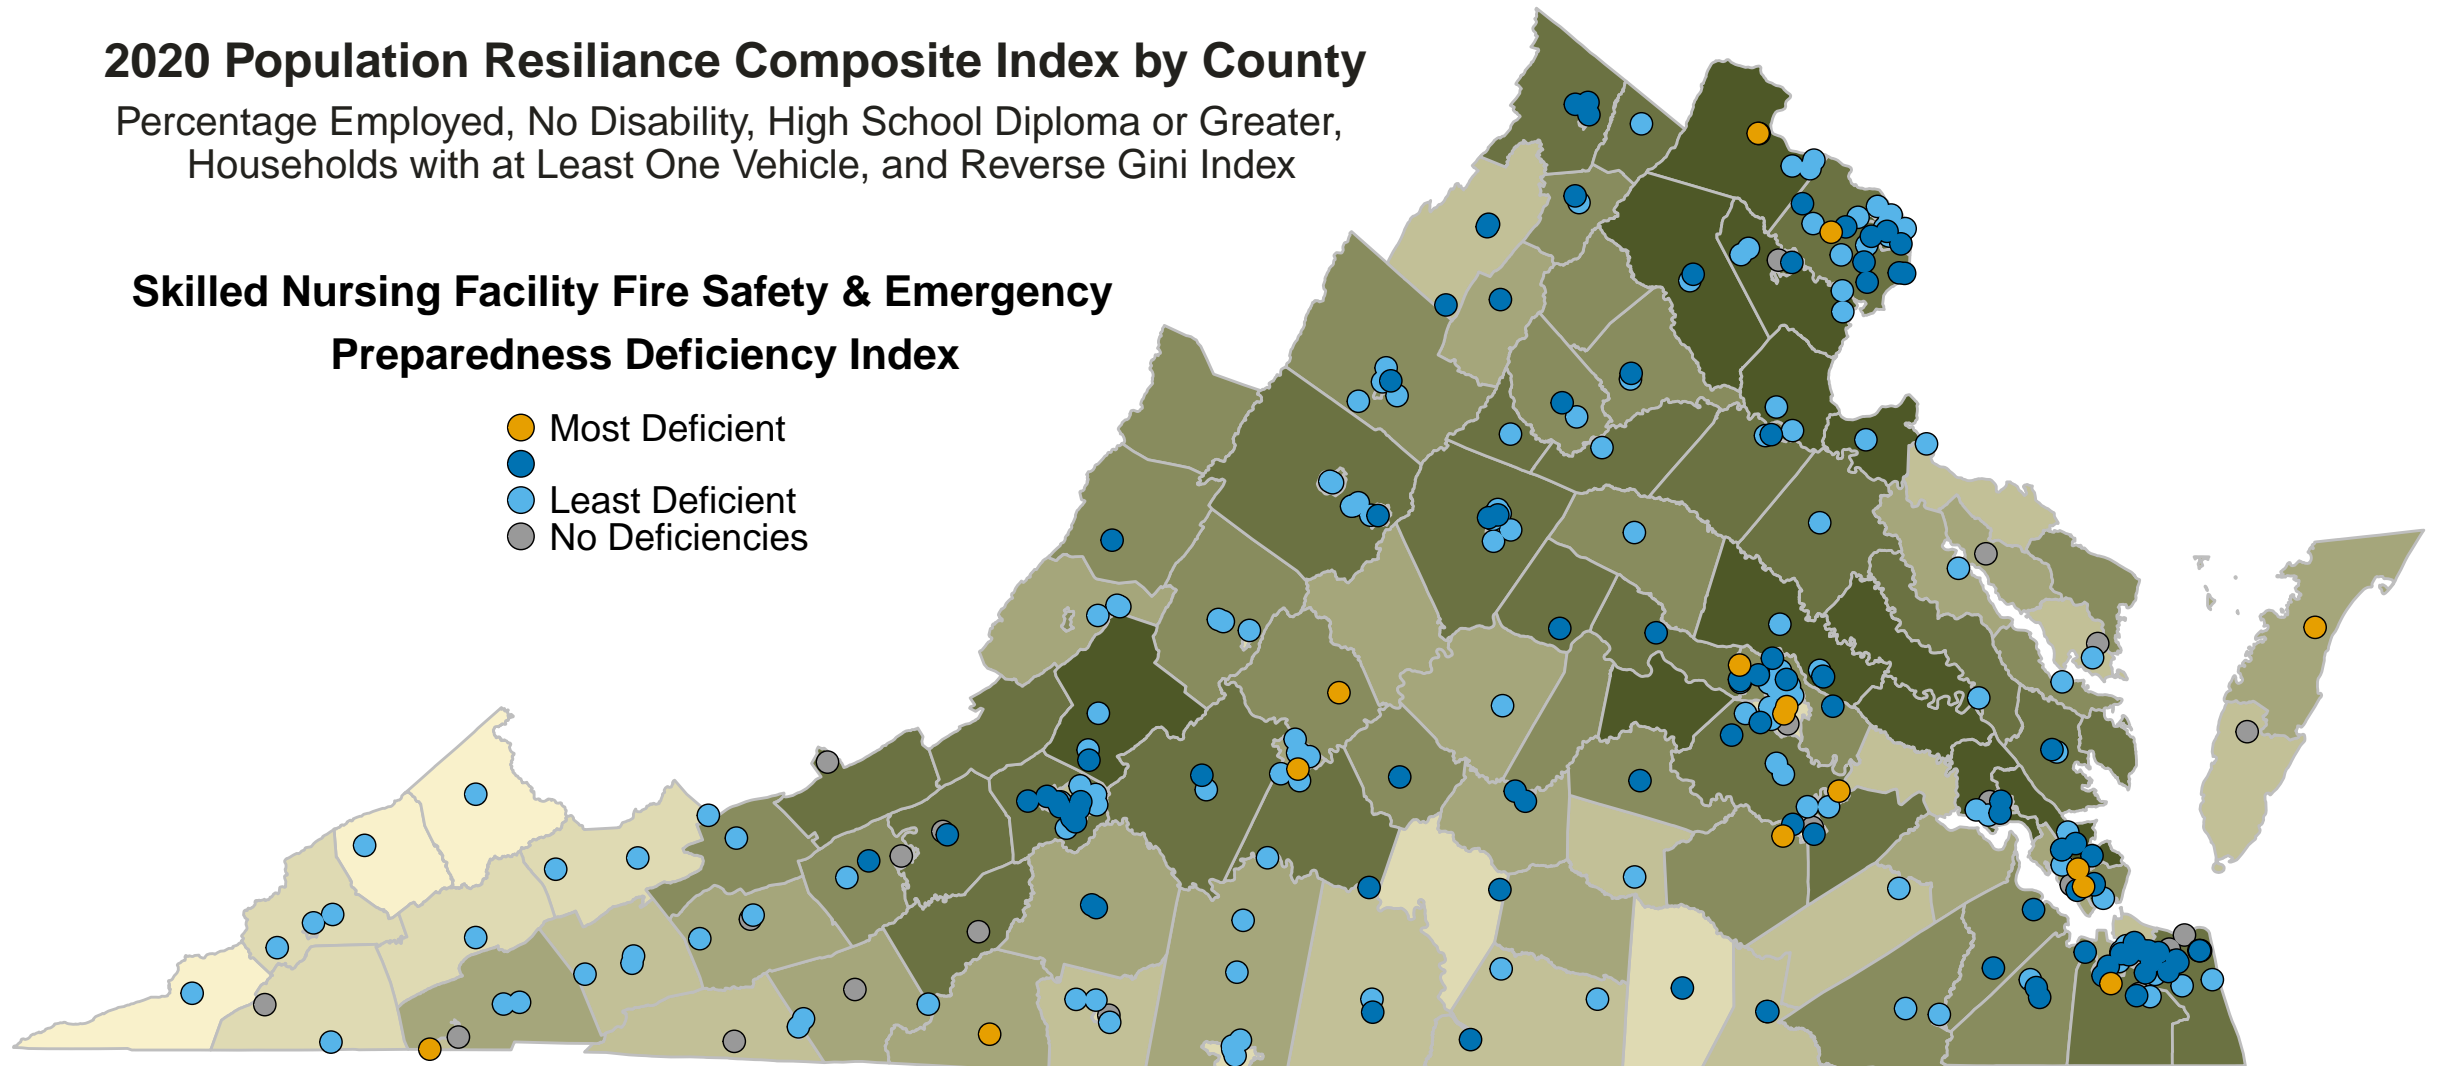 2020 Population Resiliance Composite Index by County
Percentage Employed, No Disability, High School Diploma or Greater,
Households with at Least One Vehicle, and Reverse Gini Index
Skilled Nursing Facility Fire Safety & Emergency
Preparedness Deficiency Index
Most Deficient
Least Deficient
No Deficiencies